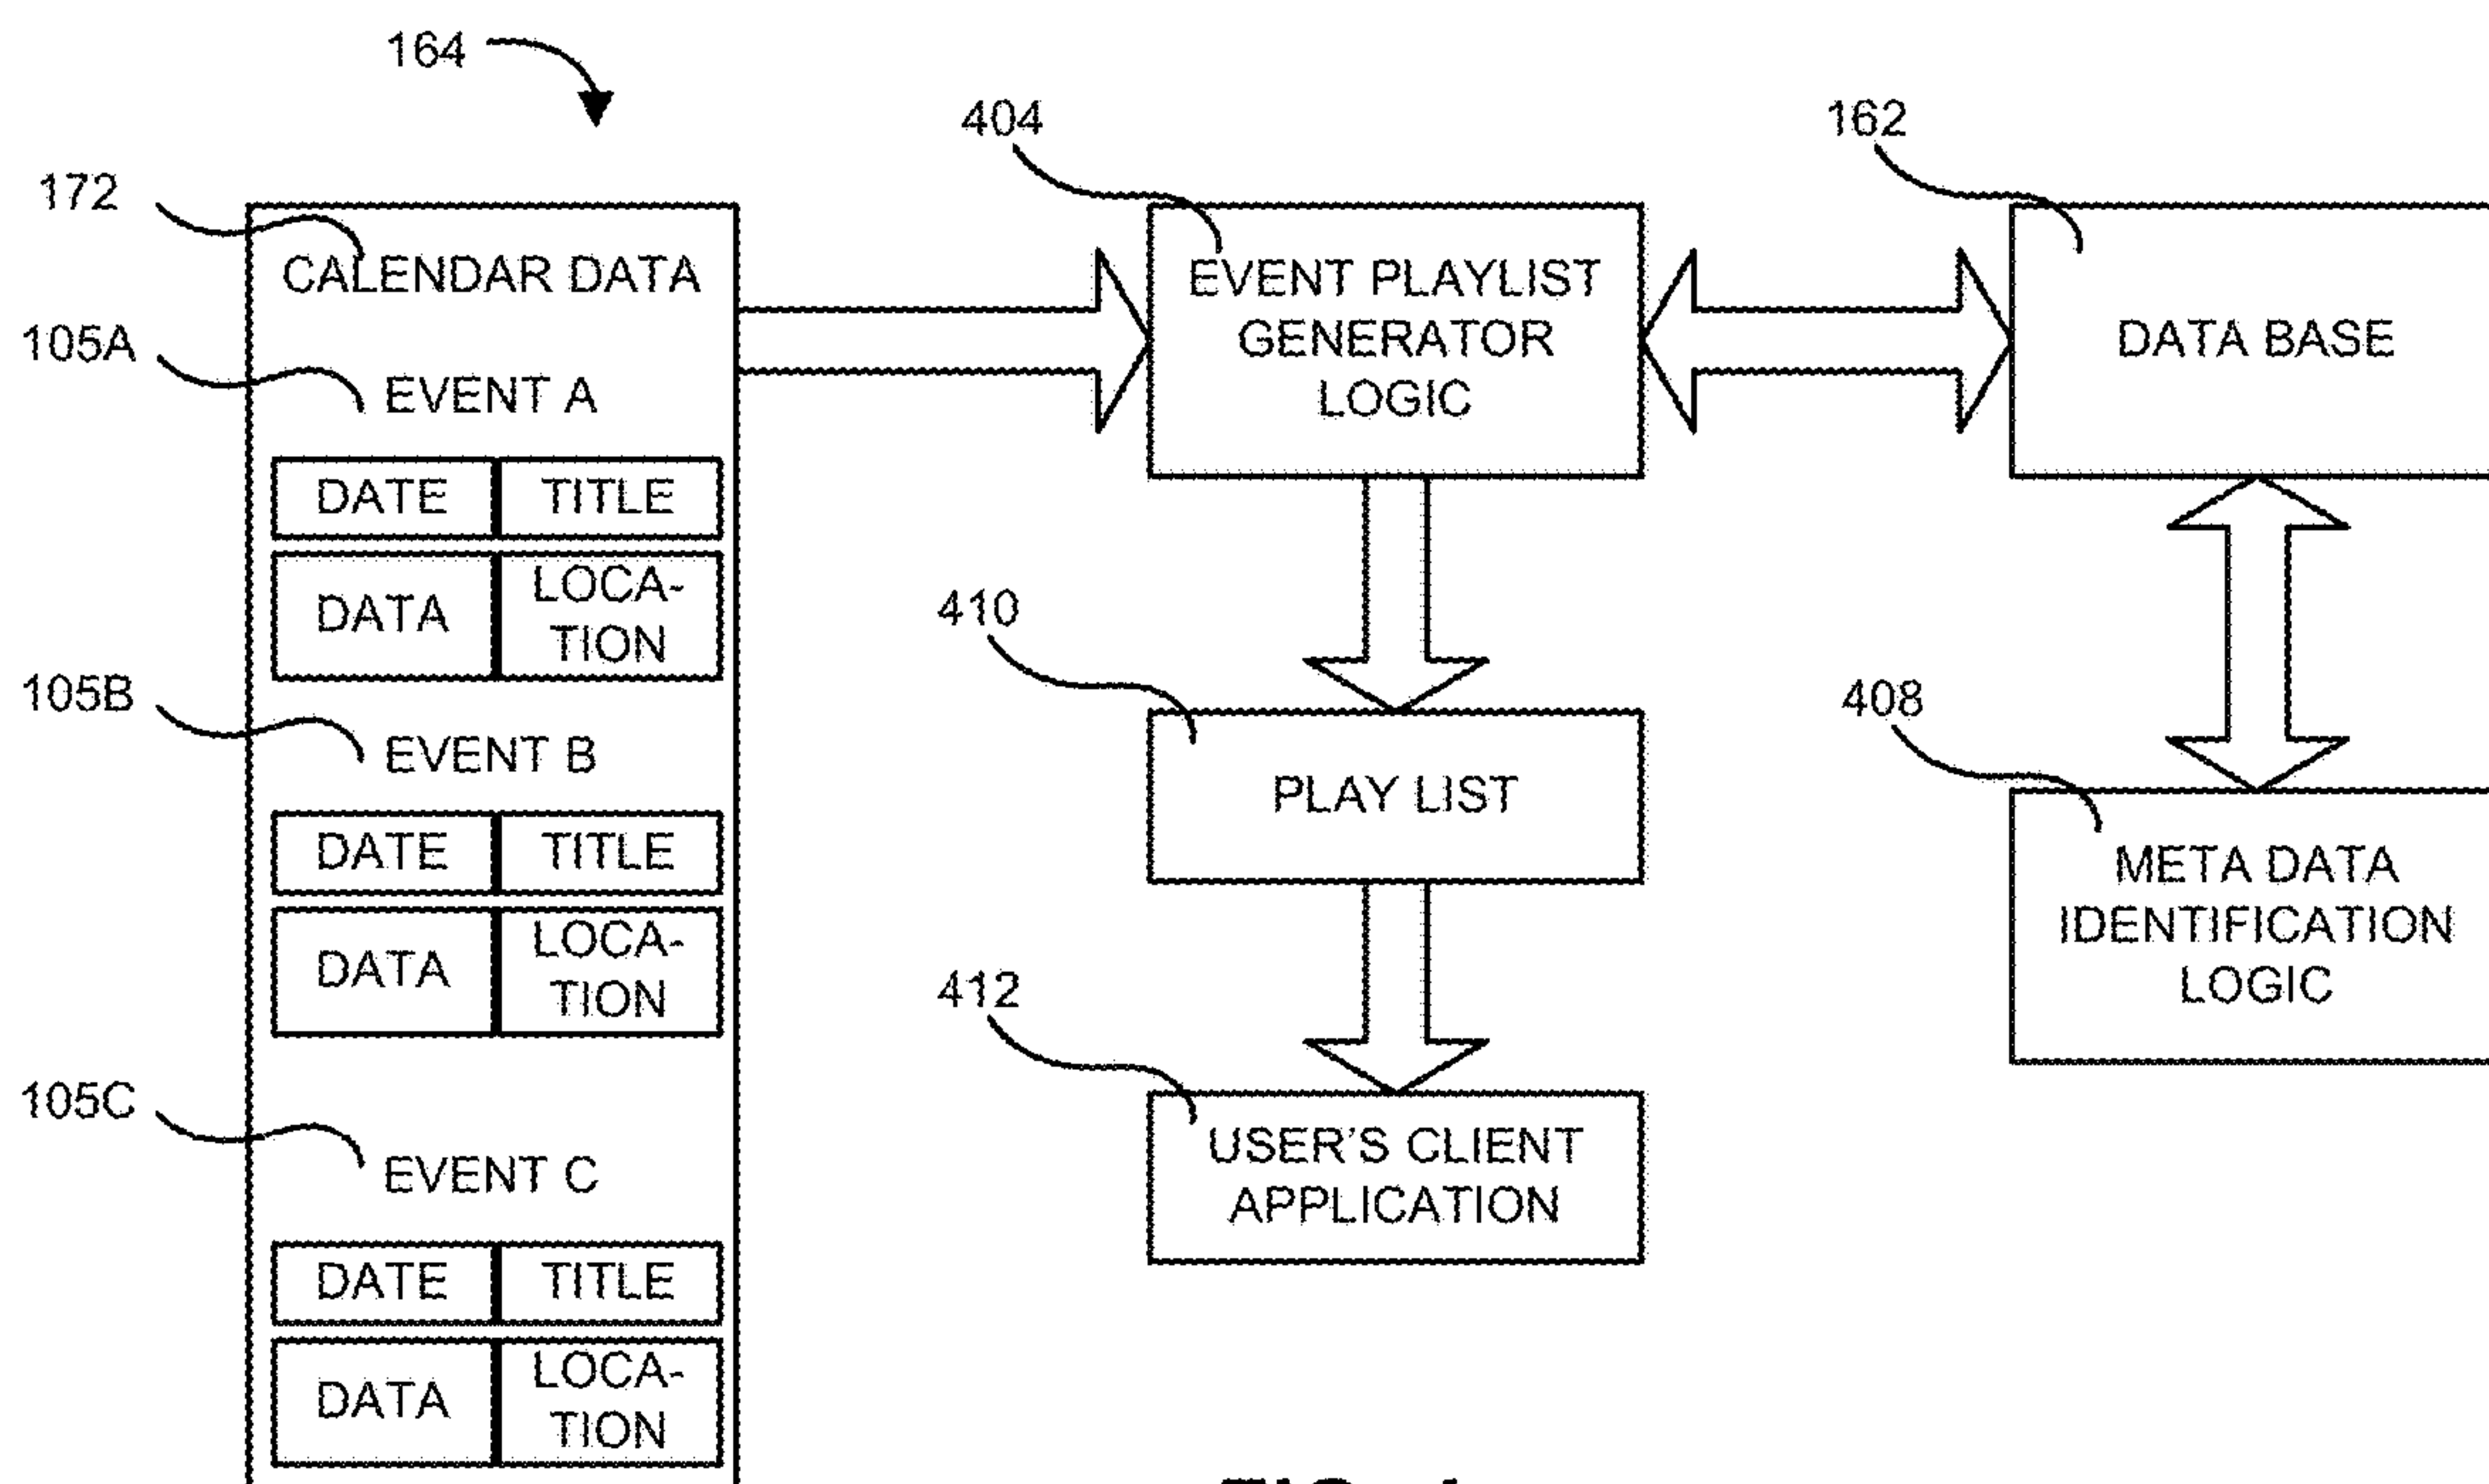 164
404
162
172
CALENDAR DATA
105A
EVENT A
DATE TITLE
DATA LOCA-
TION
105B
EVENT B
DATE TITLE
DATA LOCA-
TION
105C
EVENT C
DATE TITLE
DATA LOCA-
TION
EVENT PLAYLIST
GENERATOR
LOGIC
DATA BASE
410
PLAY LIST
408
META DATA
IDENTIFICATION
LOGIC
412
USER'S CLIENT
APPLICATION